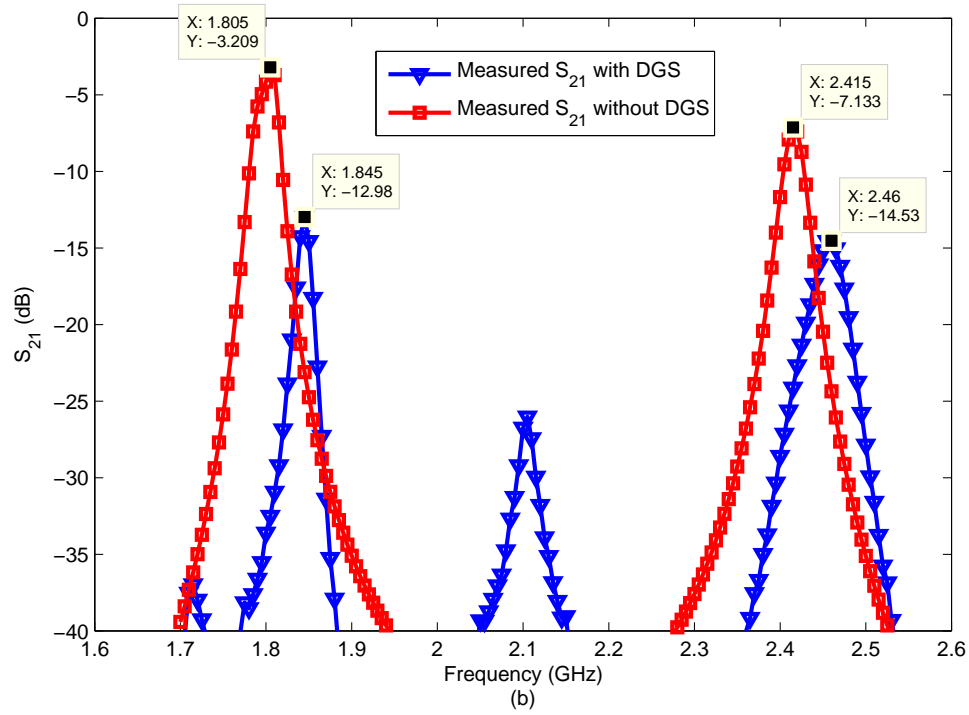 X: 1.805
Y: −3.209
Measured S21 with DGS
Measured S21 without DGS
X: 2.415
Y: −7.133
X: 1.845
Y: −12.98
X: 2.46
Y: −14.53
0
−5
−10
−15
−20
−25
−30
−35
−40
S21 (dB)
1.6 1.7 1.8 1.9 2 2.1 2.2 2.3 2.4 2.5 2.6
Frequency (GHz)
(b)